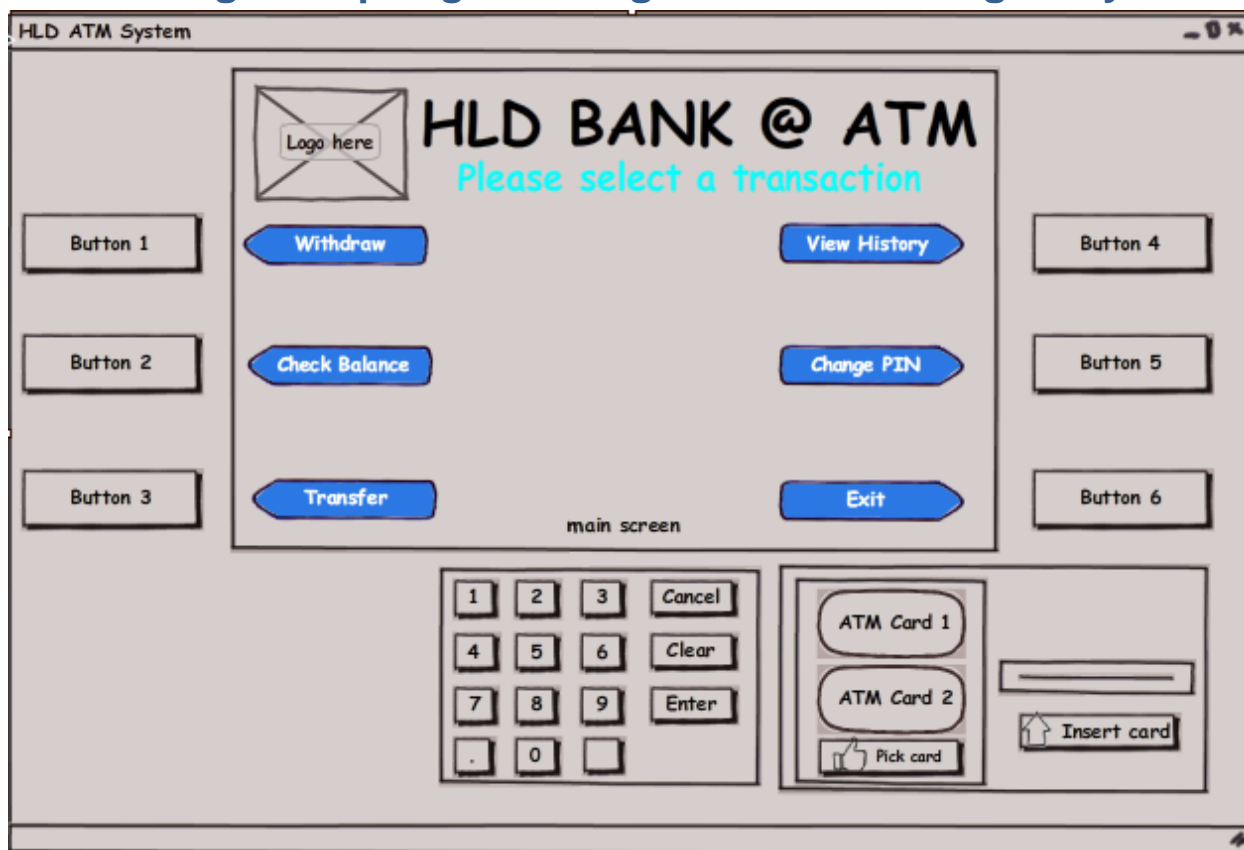 HLD ATM System
Logo here
HLD BANK @ ATM
Please select a transaction
Button 1
Withdraw
View History
Button 4
Button 2
Check Balance
Change PIN
Button 5
Button 3
Transfer
Exit
Button 6
main screen
1 2 3 Cancel
4 5 6 Clear
7 8 9 Enter
. 0
ATM Card 1
ATM Card 2
Pick card
Insert card